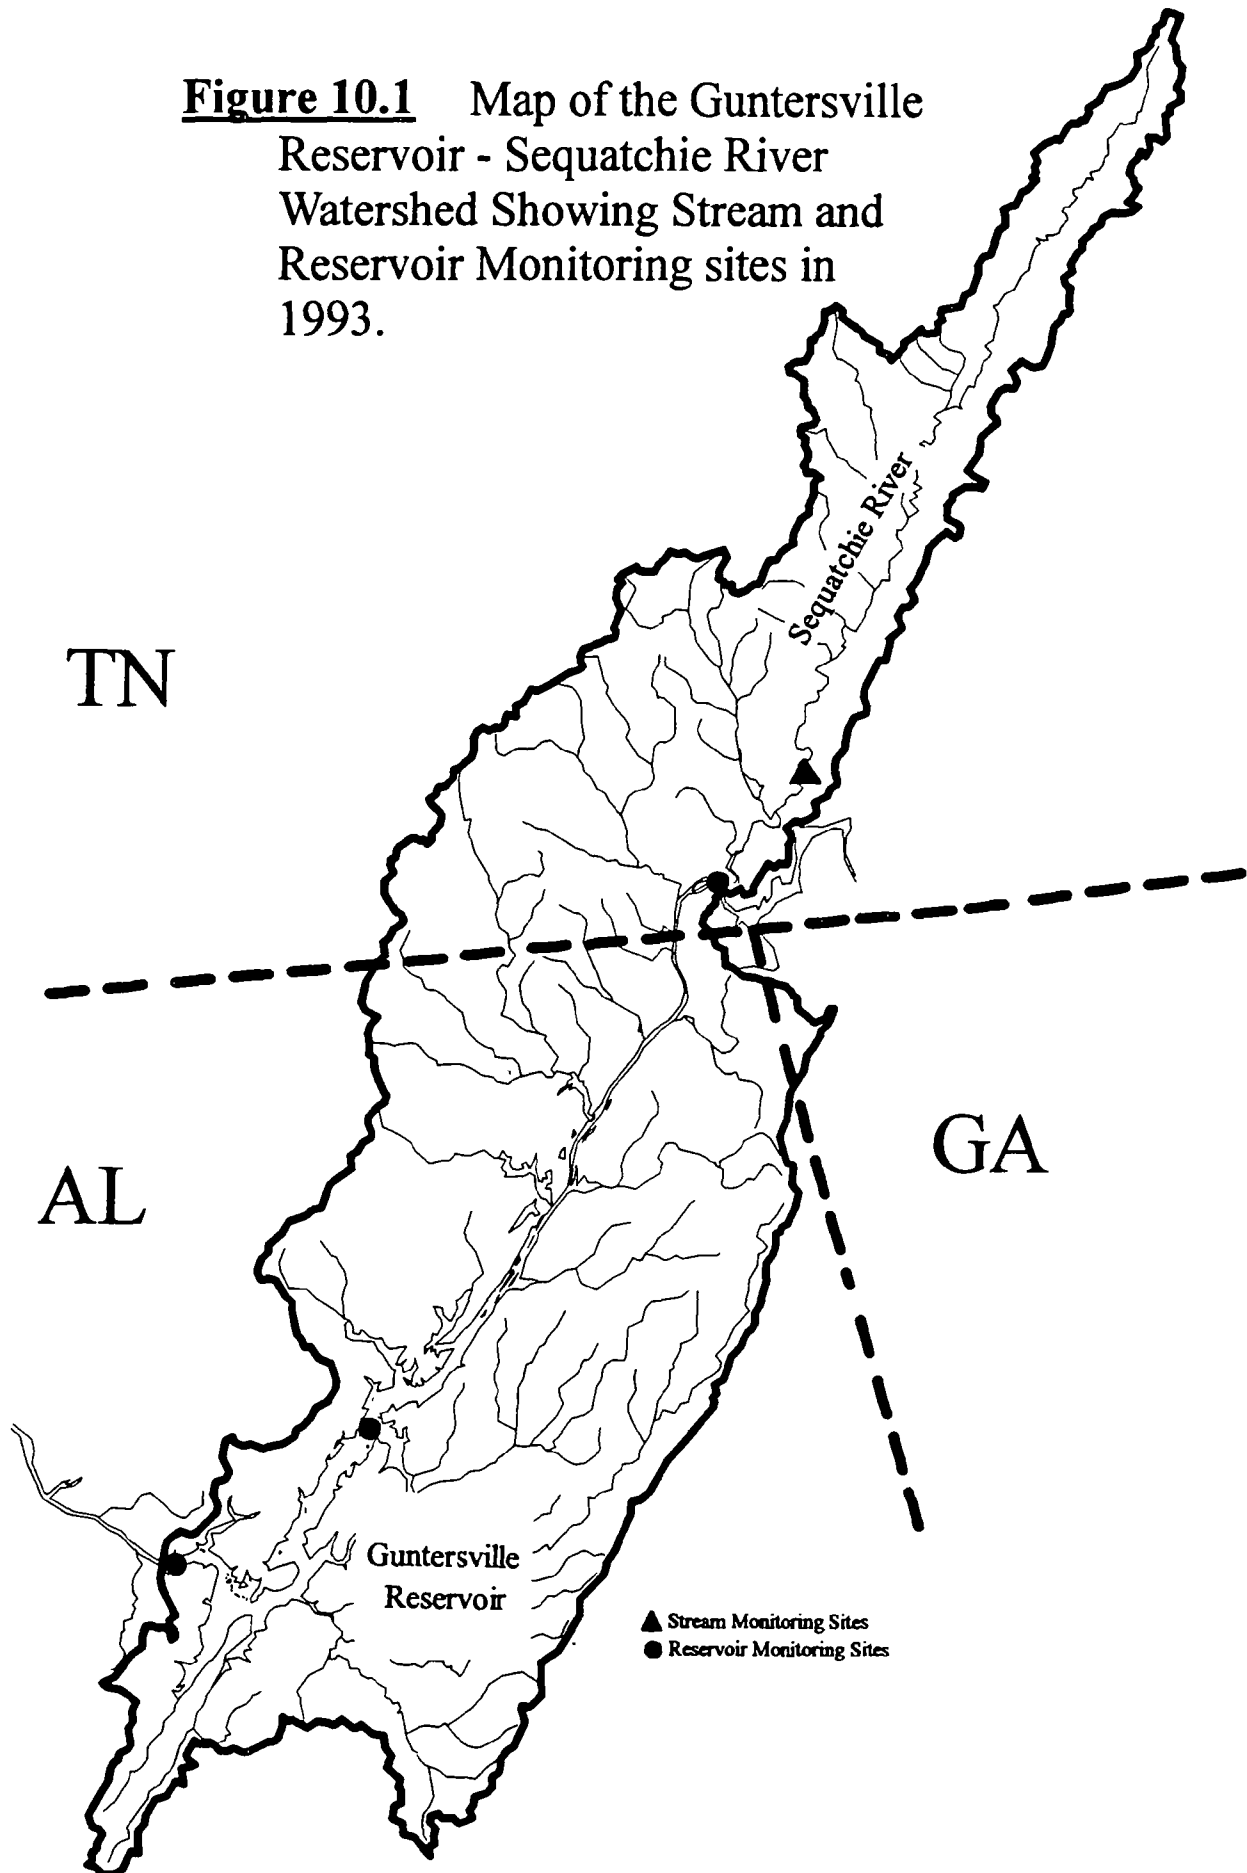 Figure 10.1 Map of the Guntersville
Reservoir - Sequatchie River
Watershed Showing Stream and
Reservoir Monitoring sites in
1993.
Sequatchie River
TN
AL
GA
Guntersville
Reservoir
Stream Monitoring Sites
Reservoir Monitoring Sites